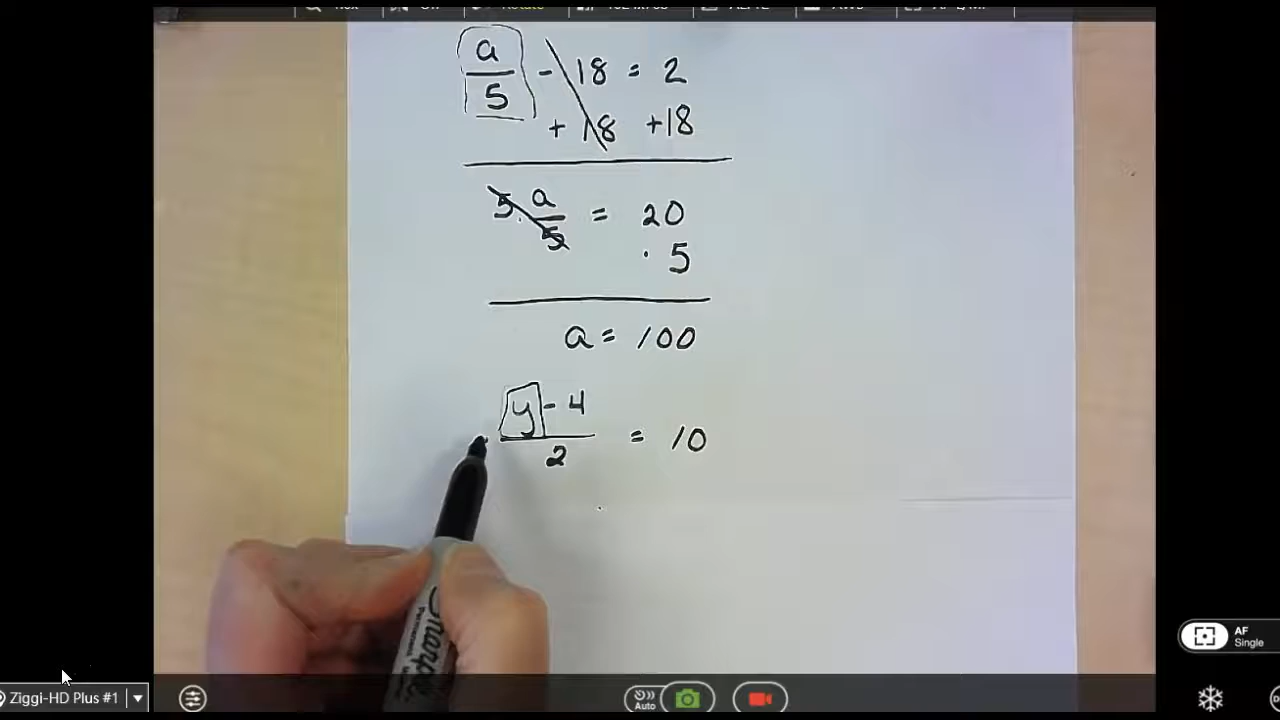 a
5
- 18 = 2
+ 18 +18
5 · a
5
= 20
· 5
a = 100
y - 4
2
= 10
Sharpie
AF
Single
Ziggi-HD Plus #1
Auto